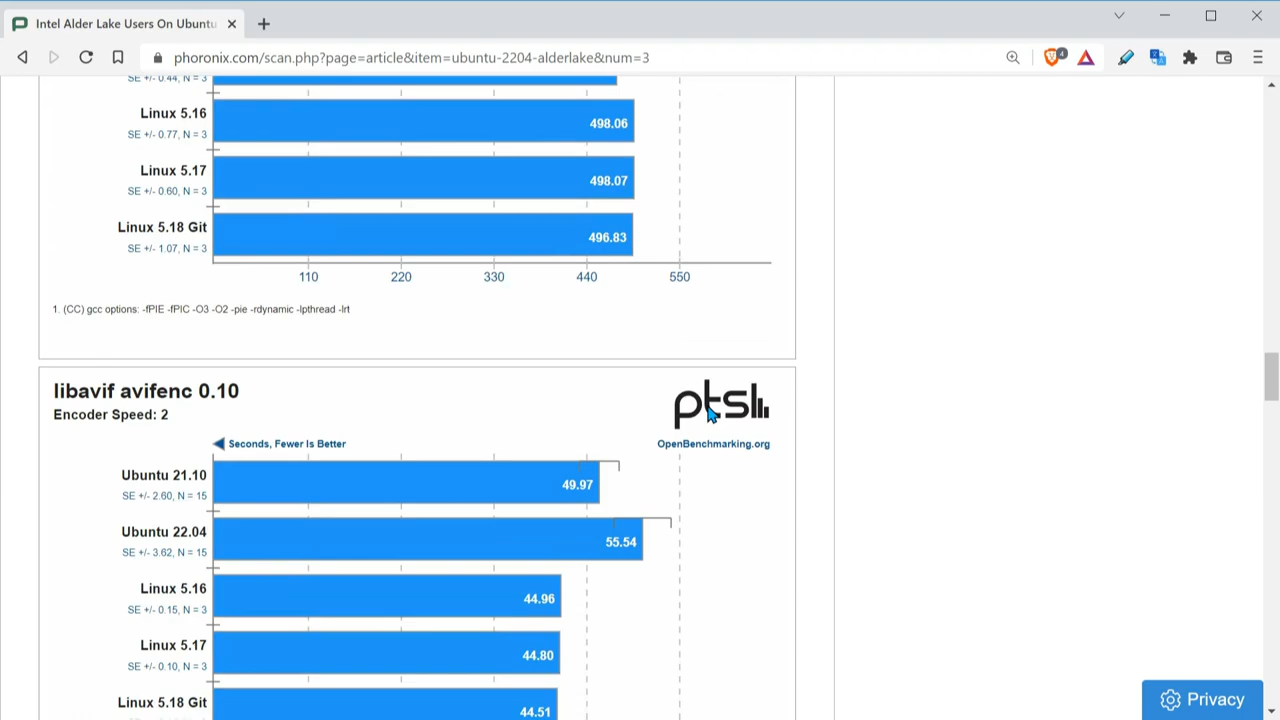 Intel Alder Lake Users On Ubuntu
phoronix.com/scan.php?page=article&item=ubuntu-2204-alderlake&num=3
4
SE +/- 0.44, N = 3
Linux 5.16
SE +/- 0.77, N = 3
498.06
Linux 5.17
SE +/- 0.60, N = 3
498.07
Linux 5.18 Git
SE +/- 1.07, N = 3
496.83
110 220 330 440 550
1. (CC) gcc options: -fPIE -fPIC -O3 -O2 -pie -rdynamic -lpthread -lrt
libavif avifenc 0.10
Encoder Speed: 2
ptsl
Seconds, Fewer Is Better
OpenBenchmarking.org
Ubuntu 21.10
SE +/- 2.60, N = 15
49.97
Ubuntu 22.04
SE +/- 3.62, N = 15
55.54
Linux 5.16
SE +/- 0.15, N = 3
44.96
Linux 5.17
SE +/- 0.10, N = 3
44.80
Linux 5.18 Git
44.51
Privacy